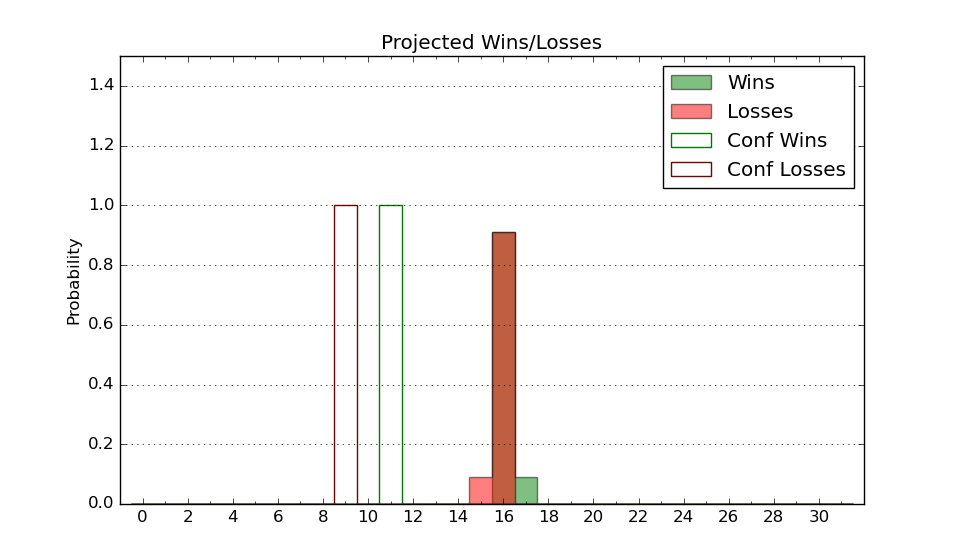 Projected Wins/Losses
Wins
Losses
Conf Wins
Conf Losses
Probability
1.4
1.2
1.0
0.8
0.6
0.4
0.2
0.0
0 2 4 6 8 10 12 14 16 18 20 22 24 26 28 30